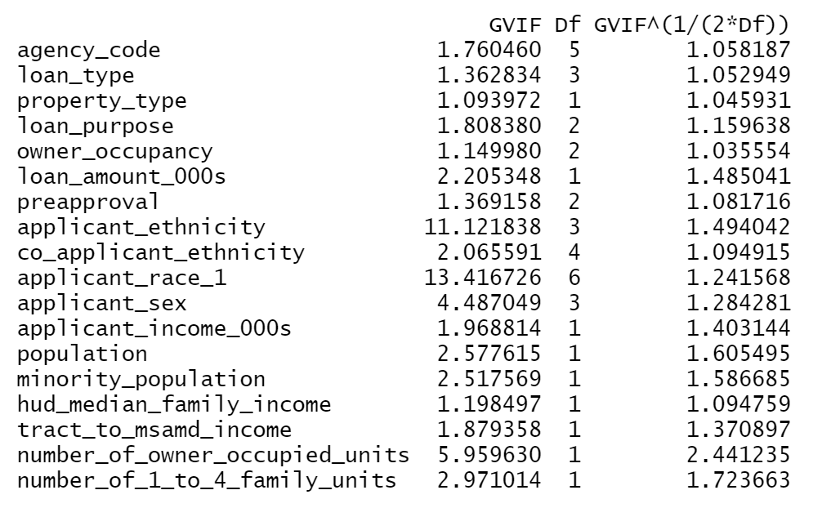 GVIF Df GVIF^(1/(2*Df))
agency_code 1.760460 5 1.058187
loan_type 1.362834 3 1.052949
property_type 1.093972 1 1.045931
loan_purpose 1.808380 2 1.159638
owner_occupancy 1.149980 2 1.035554
loan_amount_000s 2.205348 1 1.485041
preapproval 1.369158 2 1.081716
applicant_ethnicity 11.121838 3 1.494042
co_applicant_ethnicity 2.065591 4 1.094915
applicant_race_1 13.416726 6 1.241568
applicant_sex 4.487049 3 1.284281
applicant_income_000s 1.968814 1 1.403144
population 2.577615 1 1.605495
minority_population 2.517569 1 1.586685
hud_median_family_income 1.198497 1 1.094759
tract_to_msamd_income 1.879358 1 1.370897
number_of_owner_occupied_units 5.959630 1 2.441235
number_of_1_to_4_family_units 2.971014 1 1.723663